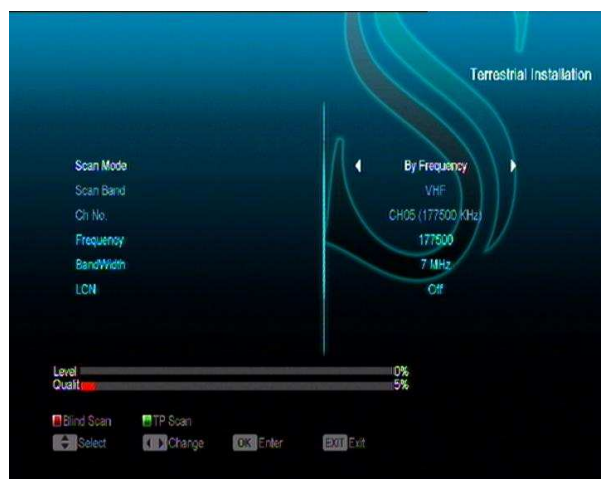 Terrestrial Installation
Scan Mode By Frequency
Scan Band VHF
Ch No. CH05 (177500 KHz)
Frequency 177500
BandWidth 7 MHz
LCN Off
Level 0%
Qualit 5%
Blind Scan TP Scan
Select Change OK Enter EXIT Exit